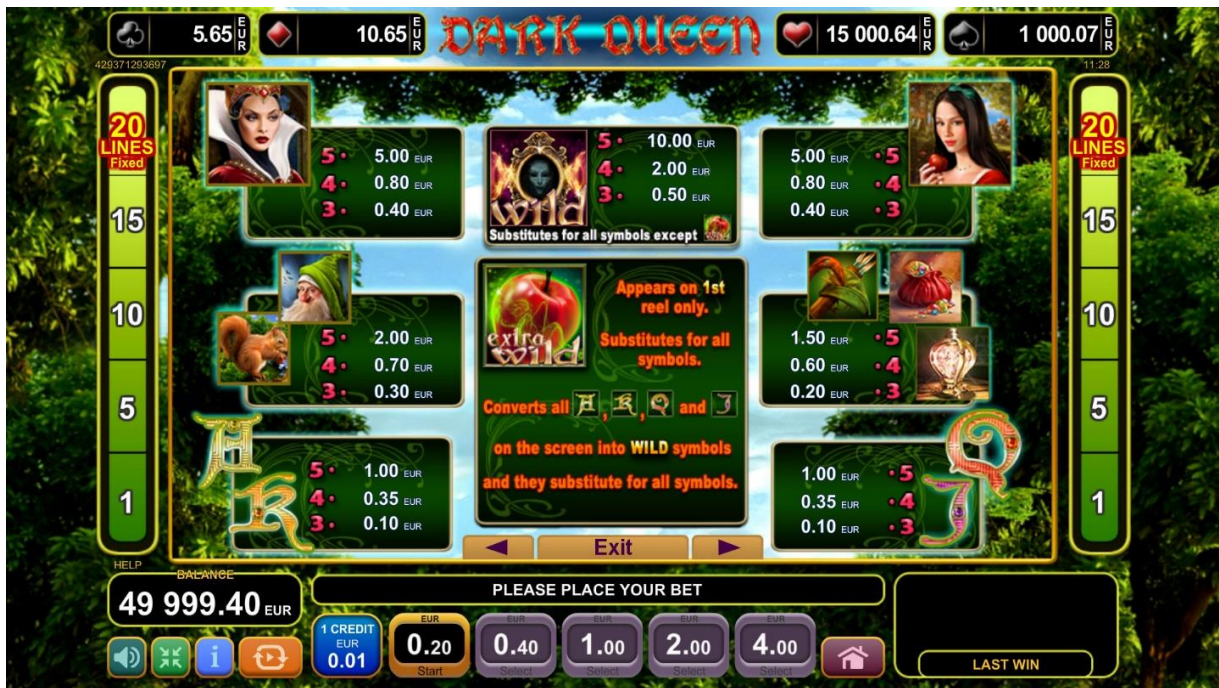 5.65 EUR
10.65 EUR
DARK QUEEN
15 000.64 EUR
1 000.07 EUR
429371293697
11:28
20
LINES
Fixed
15
10
5
1
5 · 5.00 EUR
4 · 0.80 EUR
3 · 0.40 EUR
wild
5 · 10.00 EUR
4 · 2.00 EUR
3 · 0.50 EUR
Substitutes for all symbols except
5.00 EUR · 5
0.80 EUR · 4
0.40 EUR · 3
20
LINES
Fixed
15
10
5
1
5 · 2.00 EUR
4 · 0.70 EUR
3 · 0.30 EUR
extra
wild
Appears on 1st
reel only.
Substitutes for all
symbols.
Converts all A, K, Q and J
on the screen into WILD symbols
and they substitute for all symbols.
1.50 EUR · 5
0.60 EUR · 4
0.20 EUR · 3
A
K
5 · 1.00 EUR
4 · 0.35 EUR
3 · 0.10 EUR
1.00 EUR · 5
0.35 EUR · 4
0.10 EUR · 3
Q
J
Exit
HELP
BALANCE
49 999.40 EUR
PLEASE PLACE YOUR BET
1 CREDIT
EUR
0.01
EUR
0.20
Start
EUR
0.40
Select
EUR
1.00
Select
EUR
2.00
Select
EUR
4.00
Select
i
LAST WIN